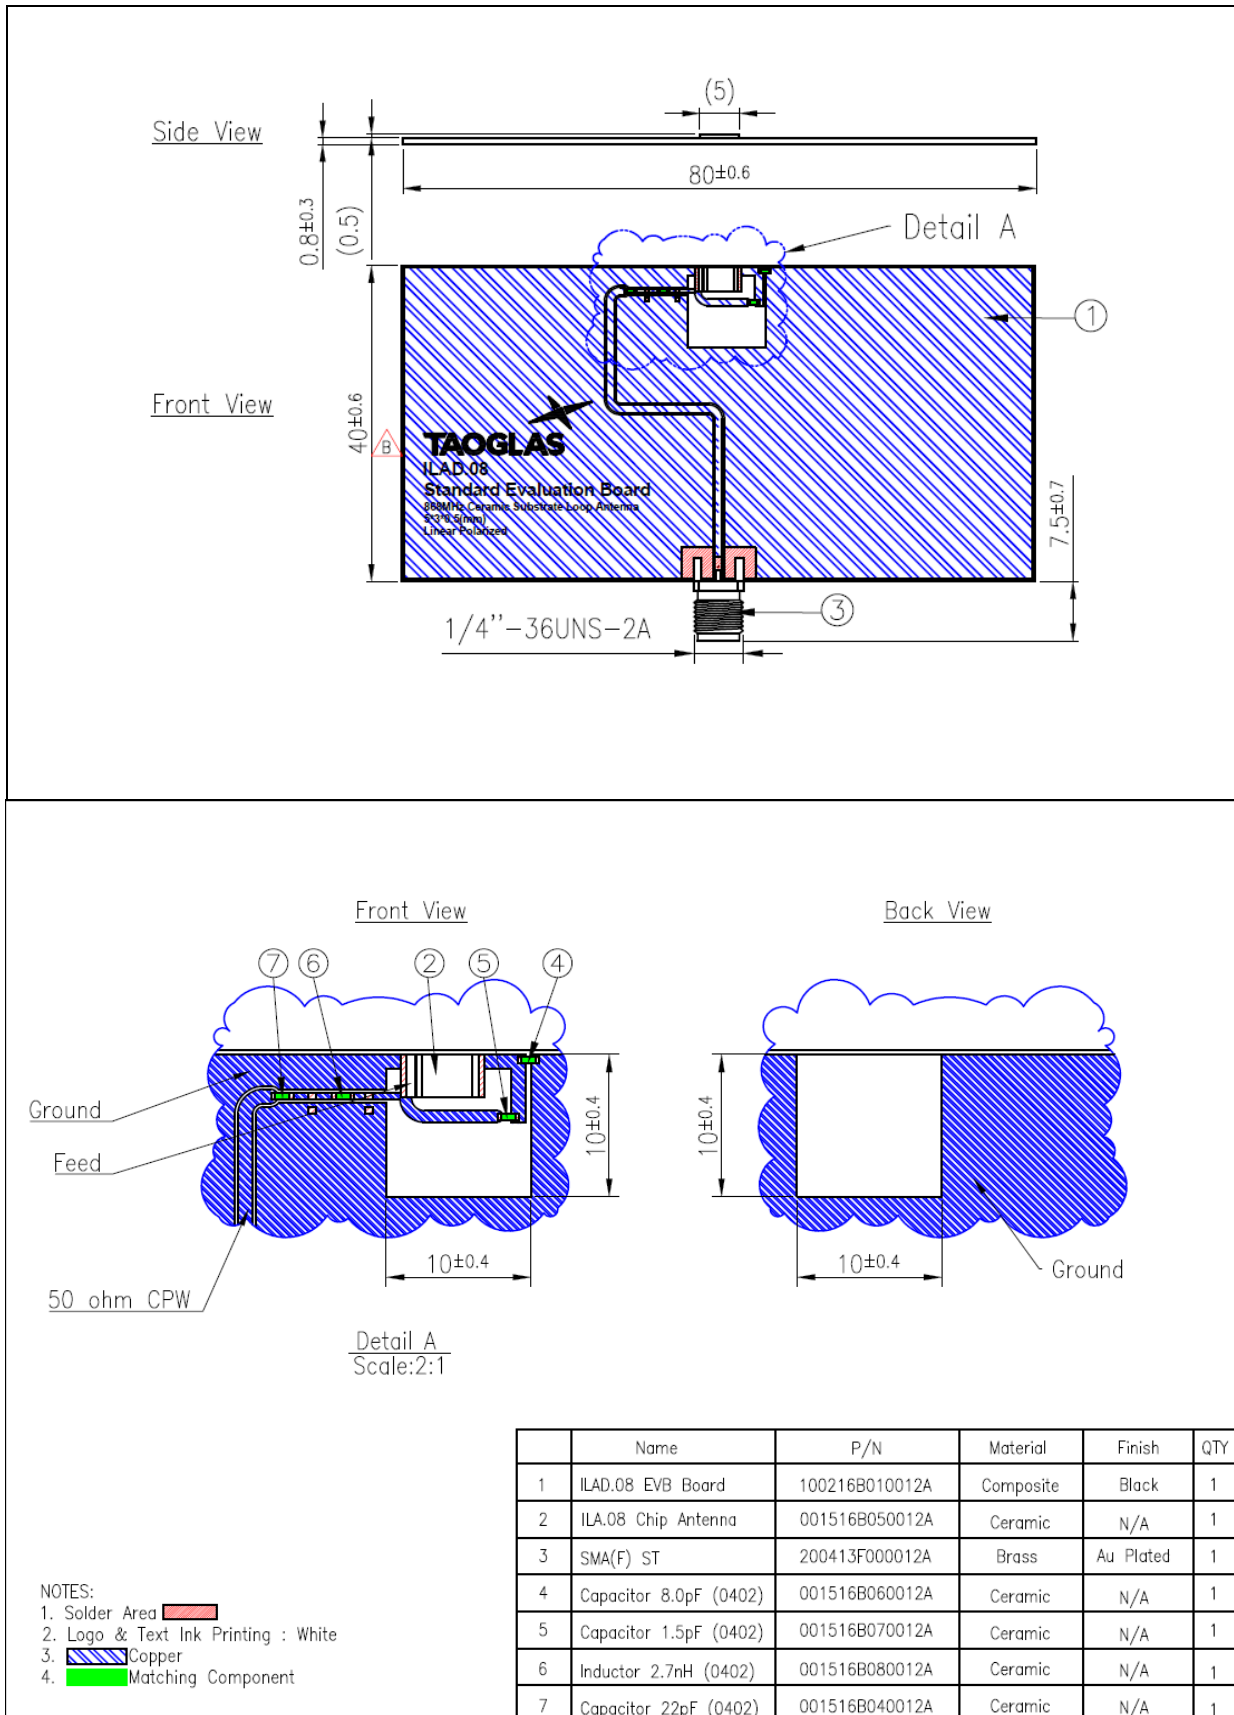 Side View
(5)
80±0.6
0.8±0.3
(0.5)
Detail A
1
Front View
40±0.6
B
TAOGLAS
ILAD.08
Standard Evaluation Board
868MHz Ceramic Substrate Loop Antenna
5*3*0.5(mm)
Linear Polarized
7.5±0.7
3
1/4''-36UNS-2A
Front View
Back View
7
6
2
5
4
Ground
Feed
10±0.4
10±0.4
10±0.4
10±0.4
Ground
50 ohm CPW
Detail A
Scale:2:1
Name P/N Material Finish QTY
1 ILAD.08 EVB Board 100216B010012A Composite Black 1
2 ILA.08 Chip Antenna 001516B050012A Ceramic N/A 1
3 SMA(F) ST 200413F000012A Brass Au Plated 1
4 Capacitor 8.0pF (0402) 001516B060012A Ceramic N/A 1
5 Capacitor 1.5pF (0402) 001516B070012A Ceramic N/A 1
6 Inductor 2.7nH (0402) 001516B080012A Ceramic N/A 1
7 Capacitor 22pF (0402) 001516B040012A Ceramic N/A 1
NOTES:
1. Solder Area
2. Logo & Text Ink Printing : White
3. Copper
4. Matching Component